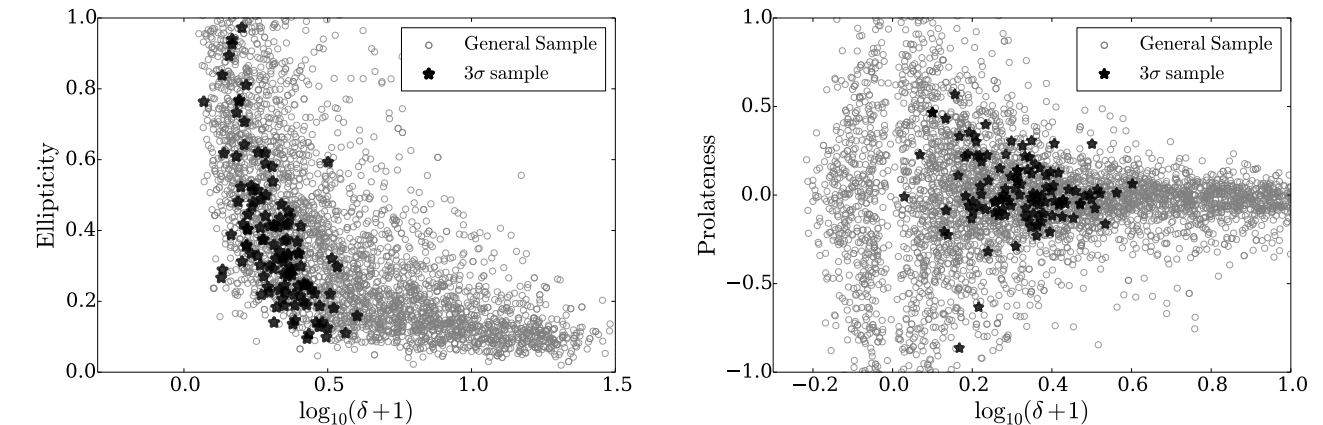 1.0
0.8
0.6
0.4
0.2
0.0
Ellipticity
0.0 0.5 1.0 1.5
log10(δ+1)
General Sample
3σ sample
1.0
0.5
0.0
−0.5
−1.0
Prolateness
−0.2 0.0 0.2 0.4 0.6 0.8 1.0
log10(δ+1)
General Sample
3σ sample